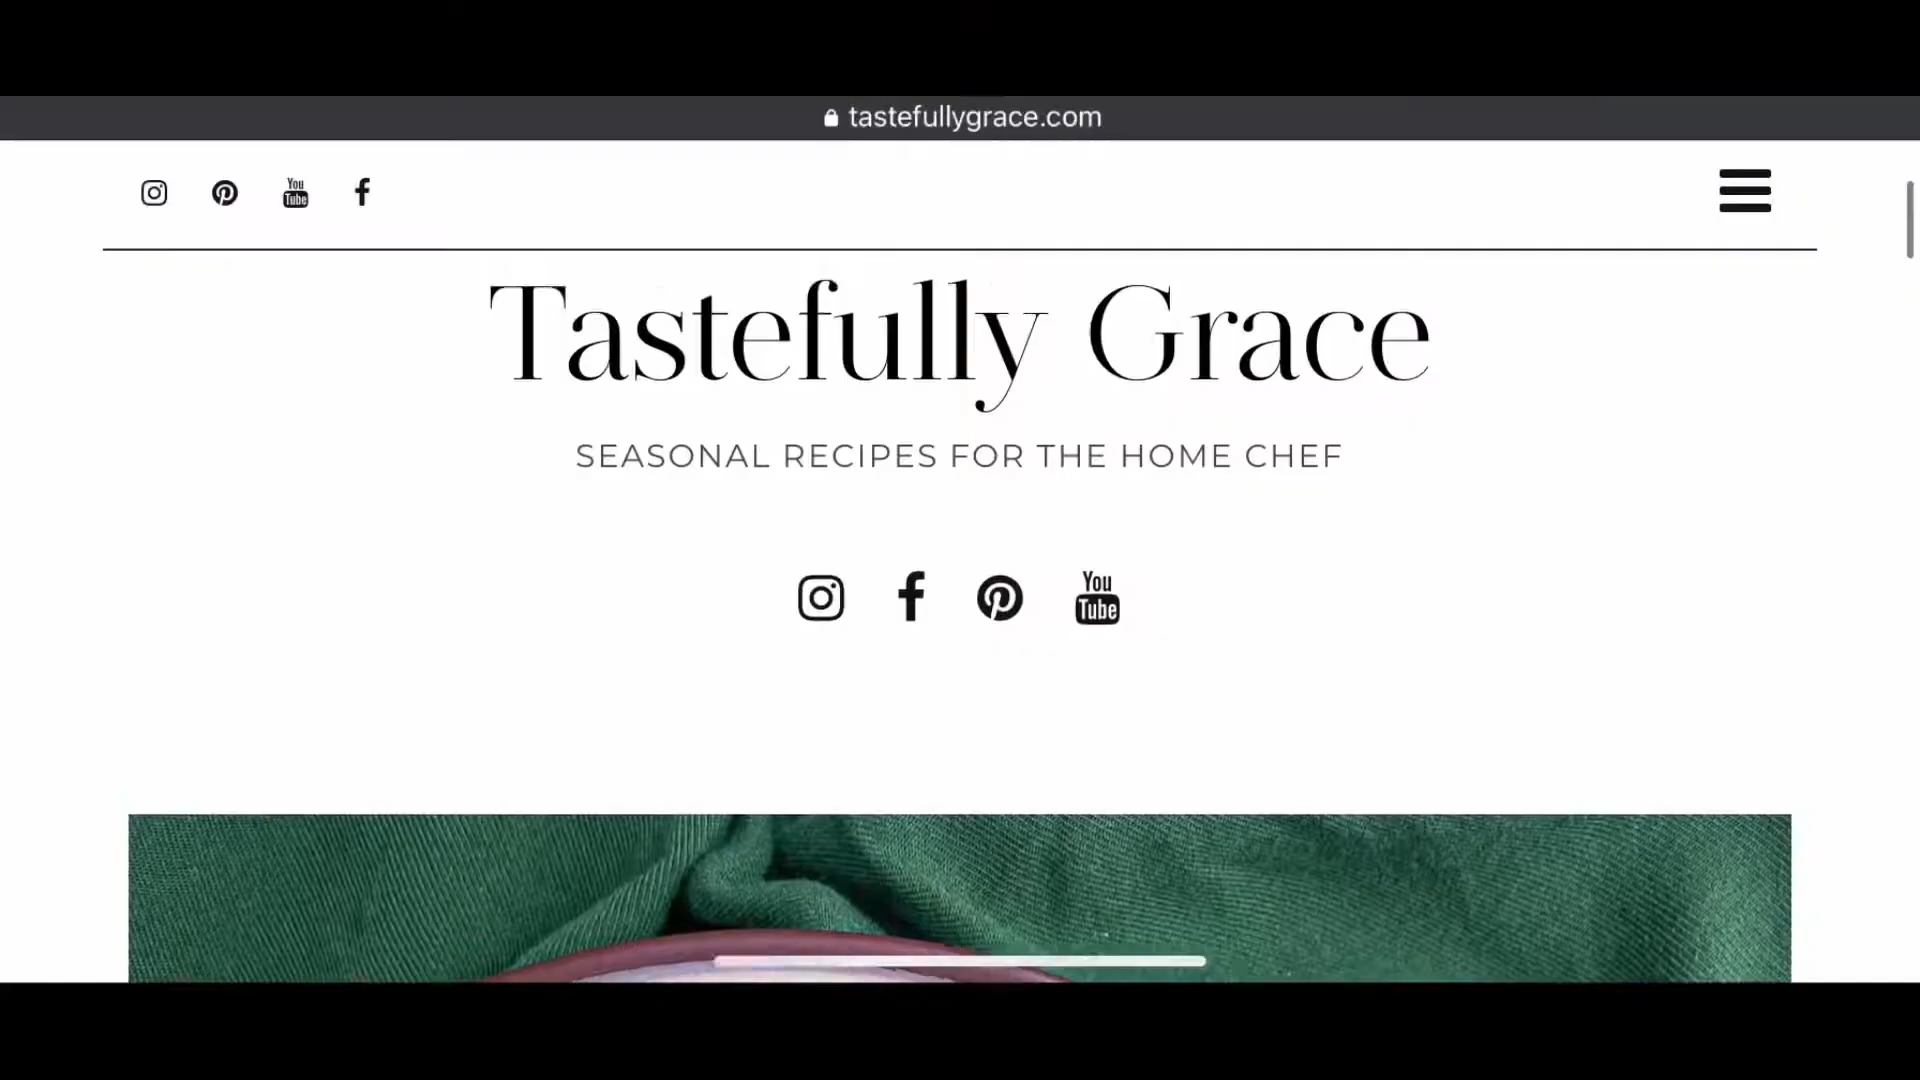 tastefullygrace.com
You
Tube
Tastefully Grace
SEASONAL RECIPES FOR THE HOME CHEF
You
Tube